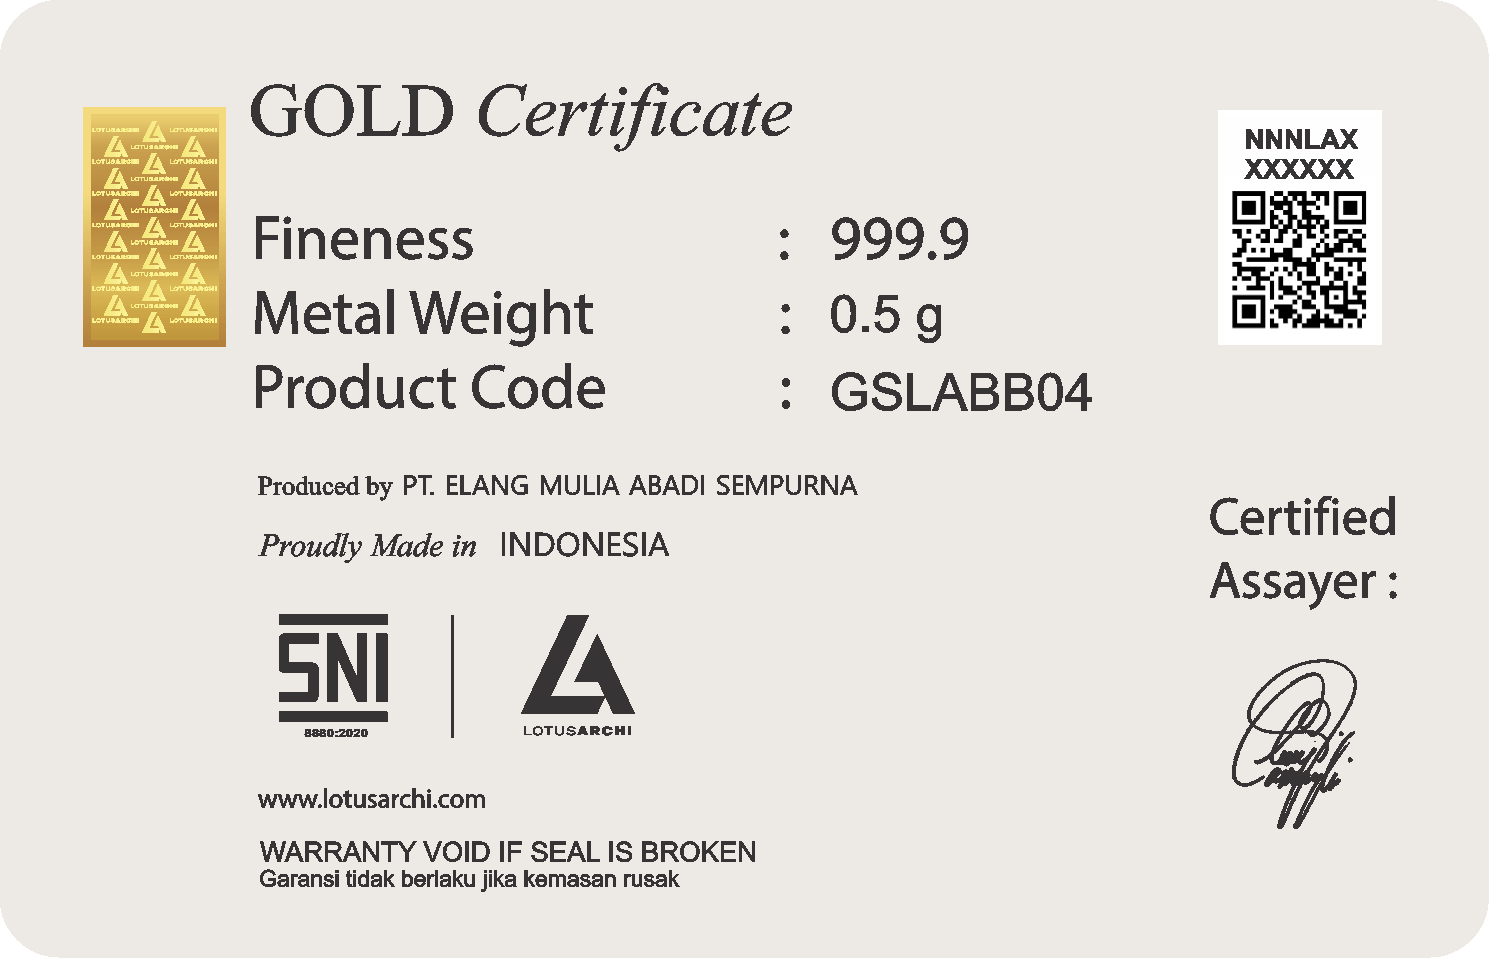 GOLD Certificate
NNNLAX
XXXXXX
Fineness : 999.9
Metal Weight : 0.5 g
Product Code : GSLABB04
Produced by PT. ELANG MULIA ABADI SEMPURNA
Proudly Made in INDONESIA
Certified
Assayer :
SNI
8880:2020
LA
LOTUSARCHI
www.lotusarchi.com
WARRANTY VOID IF SEAL IS BROKEN
Garansi tidak berlaku jika kemasan rusak